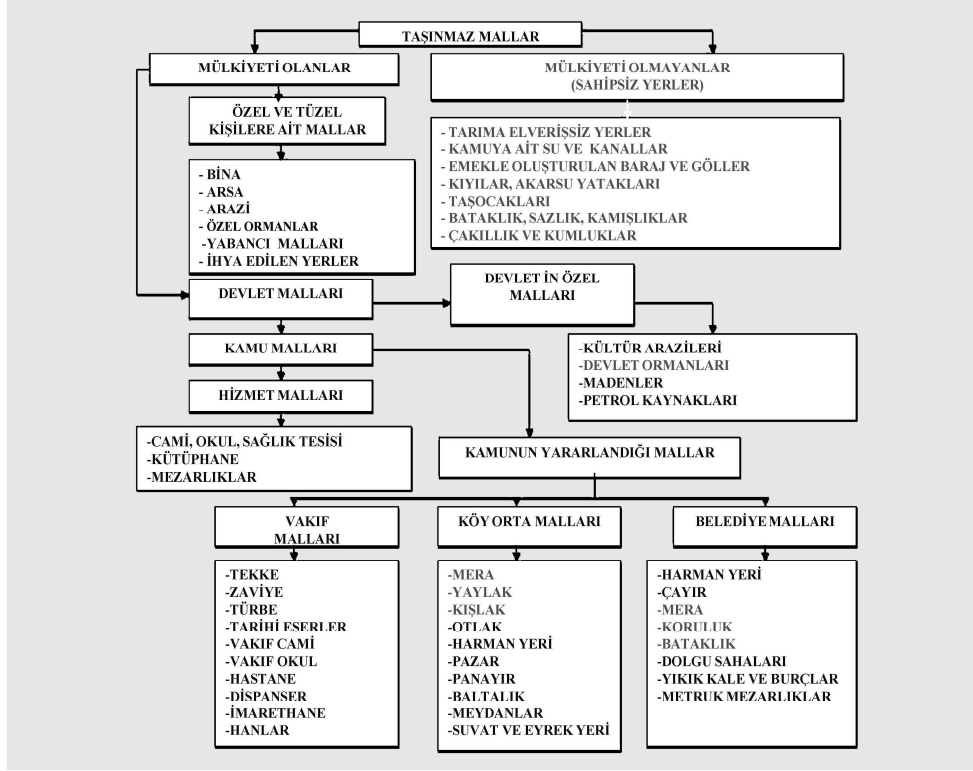 TAŞINMAZ MALLAR
MÜLKİYETİ OLANLAR
MÜLKİYETİ OLMAYANLAR
(SAHİPSİZ YERLER)
ÖZEL VE TÜZEL
KİŞİLERE AİT MALLAR
- TARIMA ELVERİŞSİZ YERLER
- KAMUYA AİT SU VE KANALLAR
- EMEKLE OLUŞTURULAN BARAJ VE GÖLLER
- KIYILAR, AKARSU YATAKLARI
- TAŞOCAKLARI
- BATAKLIK, SAZLIK, KAMIŞLIKLAR
- ÇAKILLIK VE KUMLUKLAR
- BİNA
- ARSA
- ARAZİ
- ÖZEL ORMANLAR
-YABANCI MALLARI
- İHYA EDİLEN YERLER
DEVLET MALLARI
DEVLET İN ÖZEL
MALLARI
KAMU MALLARI
-KÜLTÜR ARAZİLERİ
-DEVLET ORMANLARI
-MADENLER
-PETROL KAYNAKLARI
HİZMET MALLARI
-CAMİ, OKUL, SAĞLIK TESİSİ
-KÜTÜPHANE
-MEZARLIKLAR
KAMUNUN YARARLANDIĞI MALLAR
VAKIF
MALLARI
KÖY ORTA MALLARI
BELEDİYE MALLARI
-TEKKE
-ZAVİYE
-TÜRBE
-TARİHİ ESERLER
-VAKIF CAMİ
-VAKIF OKUL
-HASTANE
-DİSPANSER
-İMARETHANE
-HANLAR
-MERA
-YAYLAK
-KIŞLAK
-OTLAK
-HARMAN YERİ
-PAZAR
-PANAYIR
-BALTALIK
-MEYDANLAR
-SUVAT VE EYREK YERİ
-HARMAN YERİ
-ÇAYIR
-MERA
-KORULUK
-BATAKLIK
-DOLGU SAHALARI
-YIKIK KALE VE BURÇLAR
-METRUK MEZARLIKLAR